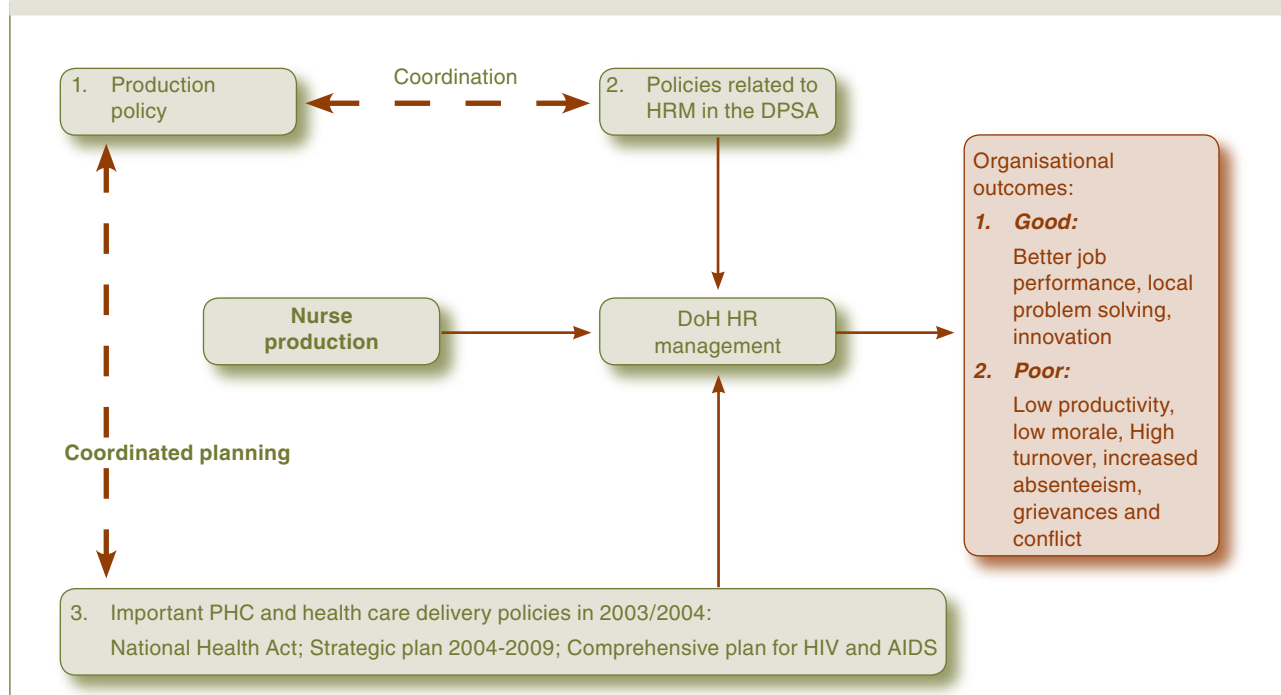 1. Production
policy
Coordination
2. Policies related to
HRM in the DPSA
Organisational
outcomes:
1. Good:
Better job
performance, local
problem solving,
innovation
2. Poor:
Low productivity,
low morale, High
turnover, increased
absenteeism,
grievances and
conflict
Nurse
production
DoH HR
management
Coordinated planning
3. Important PHC and health care delivery policies in 2003/2004:
National Health Act; Strategic plan 2004-2009; Comprehensive plan for HIV and AIDS